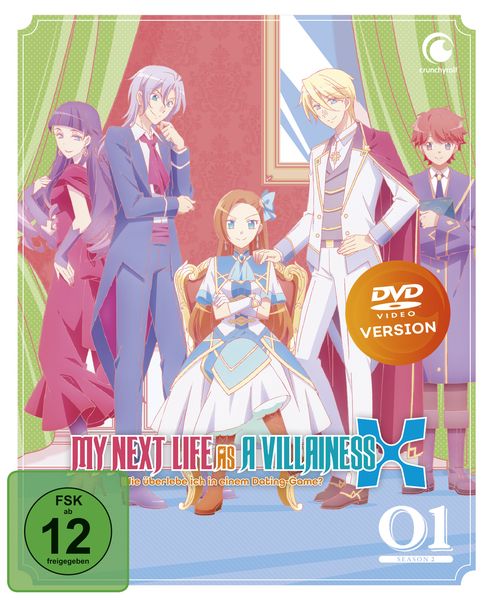 crunchyroll
DVD
VIDEO
VERSION
MY NEXT LIFE AS A VILLAINESS X
überlebe ich in einem Dating-Game?
FSK
ab
12
freigegeben
01
SEASON 2